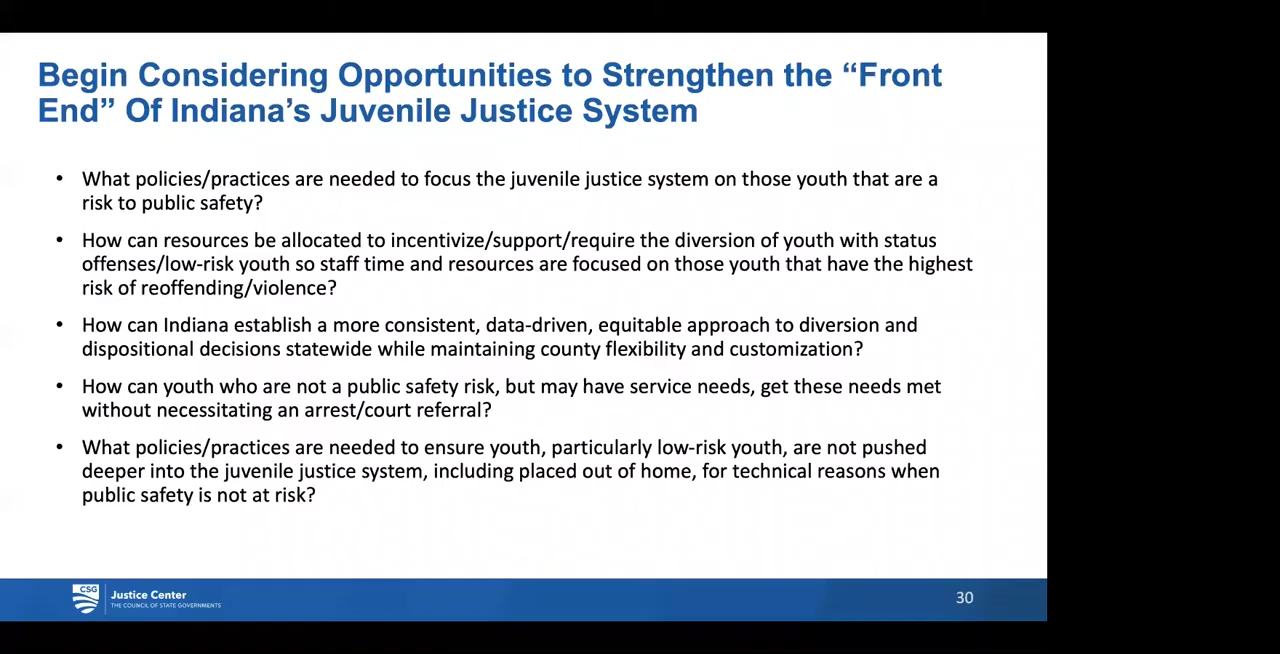 Begin Considering Opportunities to Strengthen the “Front
End” Of Indiana’s Juvenile Justice System
• What policies/practices are needed to focus the juvenile justice system on those youth that are a
risk to public safety?
• How can resources be allocated to incentivize/support/require the diversion of youth with status
offenses/low-risk youth so staff time and resources are focused on those youth that have the highest
risk of reoffending/violence?
• How can Indiana establish a more consistent, data-driven, equitable approach to diversion and
dispositional decisions statewide while maintaining county flexibility and customization?
• How can youth who are not a public safety risk, but may have service needs, get these needs met
without necessitating an arrest/court referral?
• What policies/practices are needed to ensure youth, particularly low-risk youth, are not pushed
deeper into the juvenile justice system, including placed out of home, for technical reasons when
public safety is not at risk?
CSG
Justice Center
THE COUNCIL OF STATE GOVERNMENTS
30